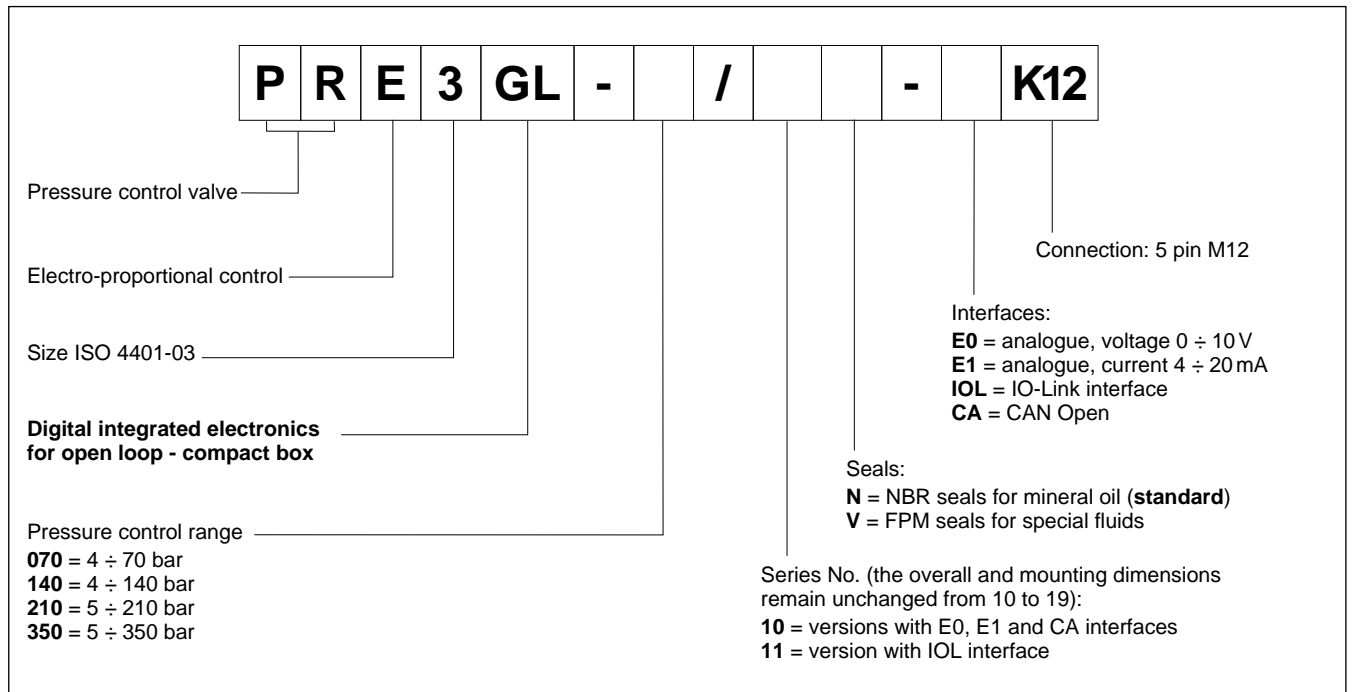 P R E 3 GL - / - K12
Pressure control valve
Electro-proportional control
Size ISO 4401-03
Digital integrated electronics
for open loop - compact box
Pressure control range
070 = 4 ÷ 70 bar
140 = 4 ÷ 140 bar
210 = 5 ÷ 210 bar
350 = 5 ÷ 350 bar
Connection: 5 pin M12
Interfaces:
E0 = analogue, voltage 0 ÷ 10 V
E1 = analogue, current 4 ÷ 20 mA
IOL = IO-Link interface
CA = CAN Open
Seals:
N = NBR seals for mineral oil (standard)
V = FPM seals for special fluids
Series No. (the overall and mounting dimensions
remain unchanged from 10 to 19):
10 = versions with E0, E1 and CA interfaces
11 = version with IOL interface